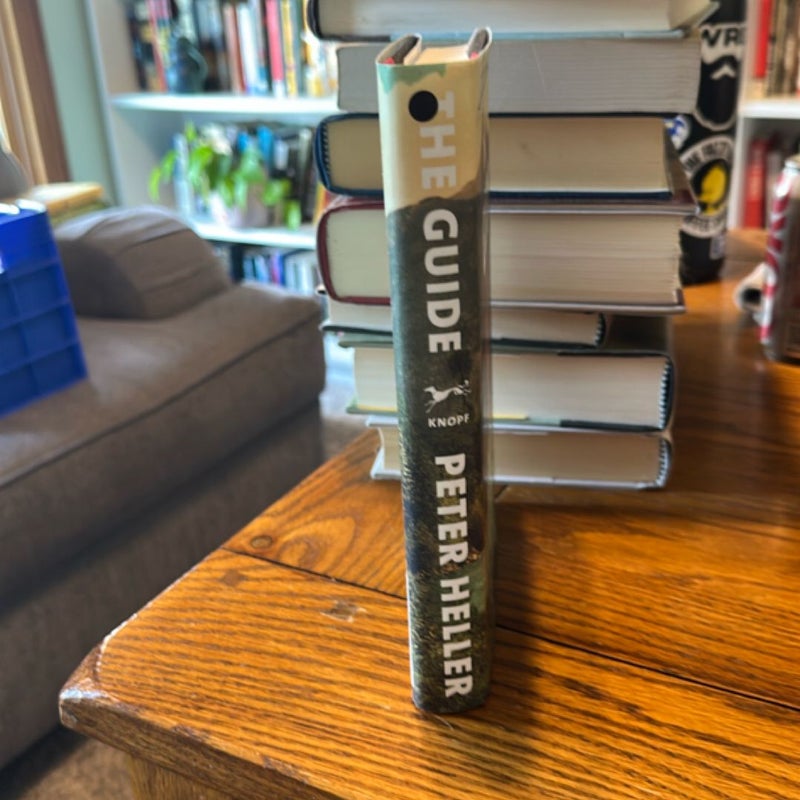 THE GUIDE
KNOPF
PETER HELLER